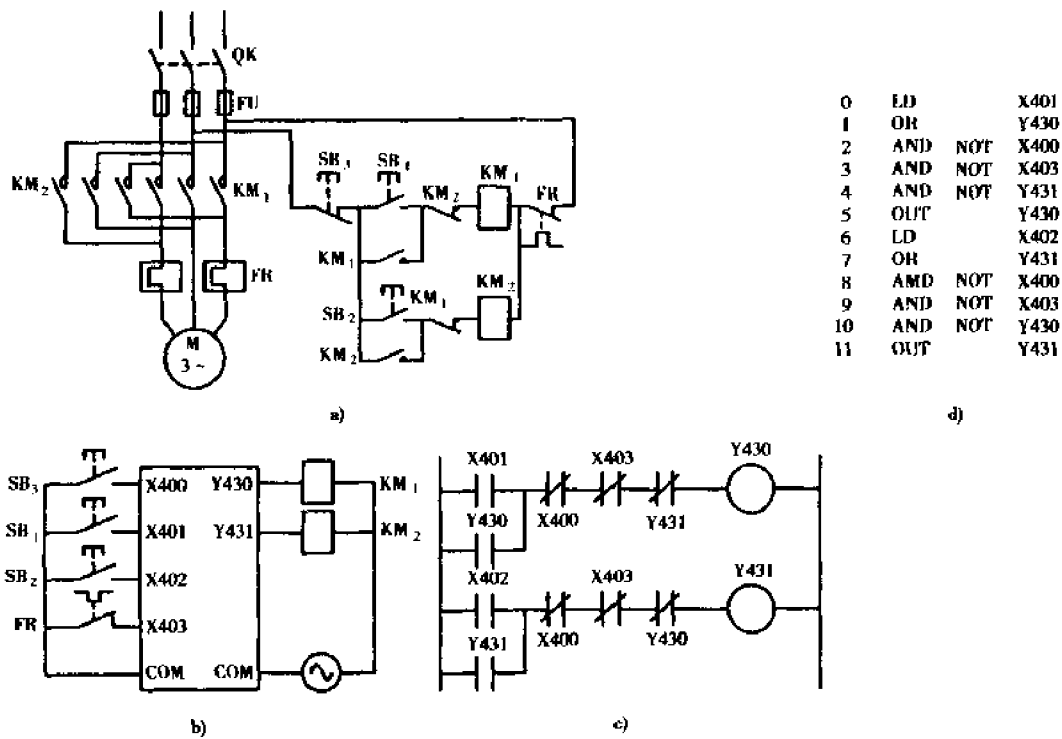 QK
FU
KM₂
KM₁
SB₃
SB₁
KM₂
KM₁
FR
KM₁
FR
KM₂
SB₂
KM₁
KM₂
M
3 ~
a)
0 LD X401
1 OR Y430
2 AND NOT X400
3 AND NOT X403
4 AND NOT Y431
5 OUT Y430
6 LD X402
7 OR Y431
8 AMD NOT X400
9 AND NOT X403
10 AND NOT Y430
11 OUT Y431
d)
SB₃ X400 Y430 KM₁
SB₁ X401 Y431 KM₂
SB₂ X402
FR X403
COM COM
b)
X401 X403 Y430
Y430 X400 Y431
X402 X403 Y431
Y431 X400 Y430
c)